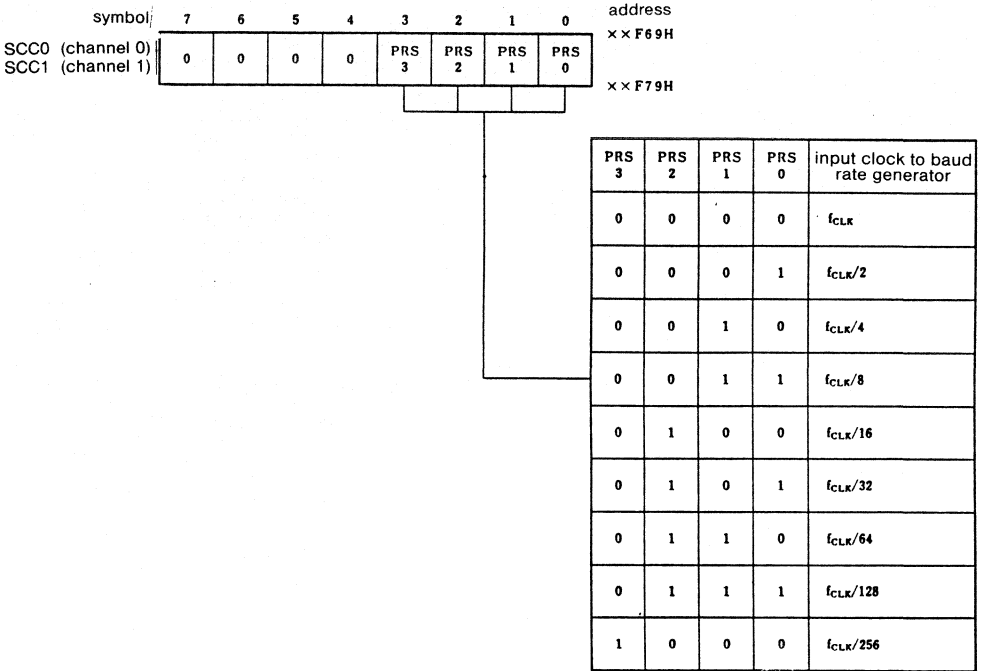 symbol 7 6 5 4 3 2 1 0 address
××F69H
SCC0 (channel 0)
SCC1 (channel 1)
0 0 0 0 PRS 3 PRS 2 PRS 1 PRS 0
××F79H
PRS 3 PRS 2 PRS 1 PRS 0 input clock to baud rate generator
0 0 0 0 fCLK
0 0 0 1 fCLK/2
0 0 1 0 fCLK/4
0 0 1 1 fCLK/8
0 1 0 0 fCLK/16
0 1 0 1 fCLK/32
0 1 1 0 fCLK/64
0 1 1 1 fCLK/128
1 0 0 0 fCLK/256